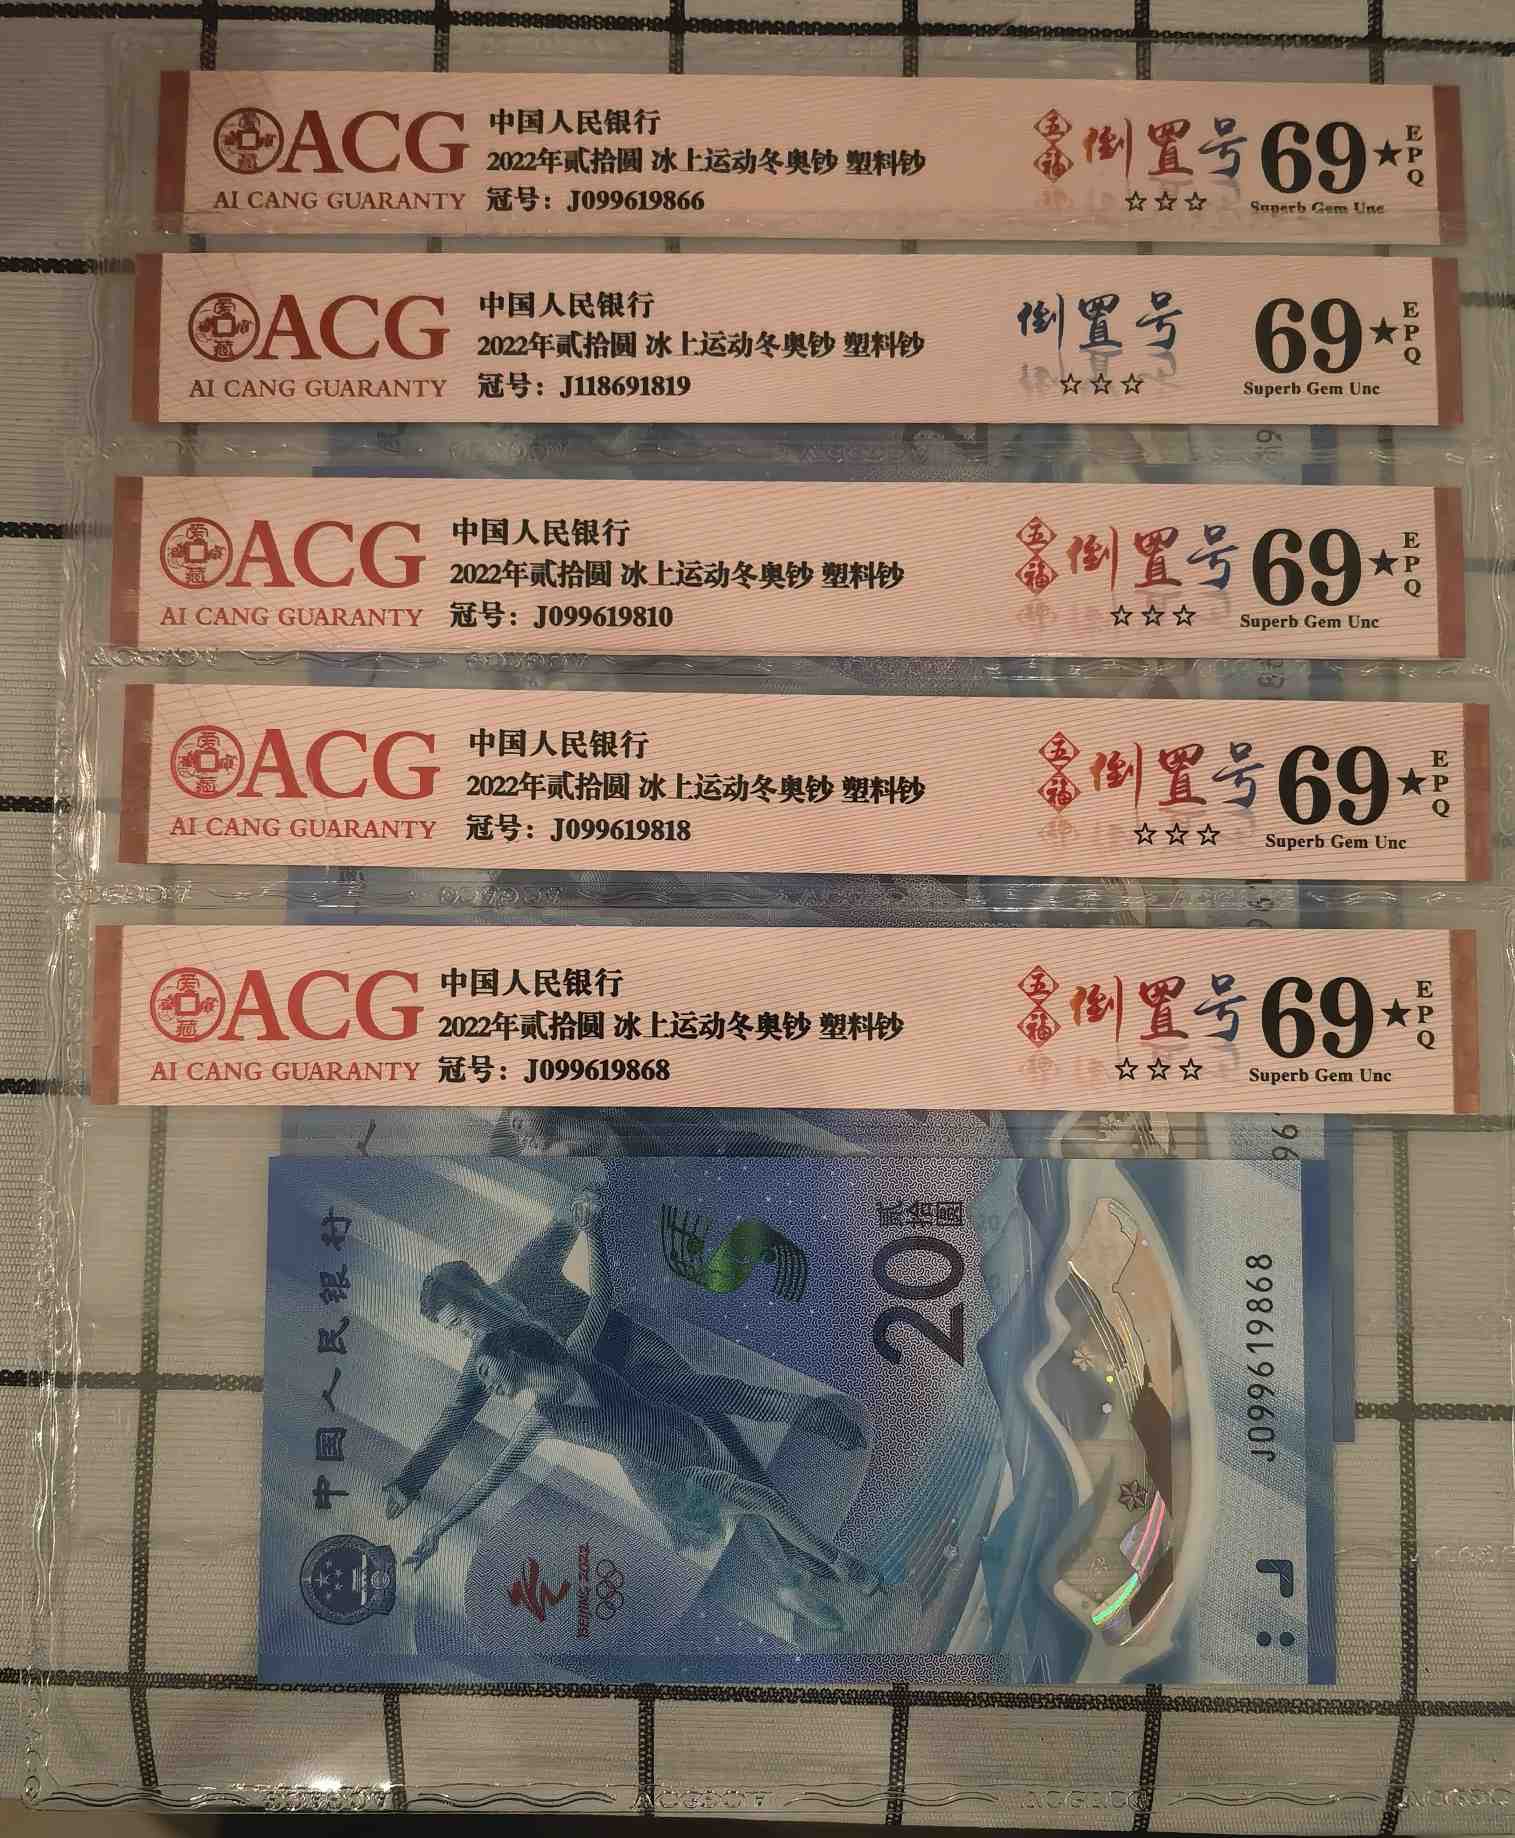 ACG
AI CANG GUARANTY
中国人民银行
2022年贰拾圆 冰上运动冬奥钞 塑料钞
冠号：J099619866
五福 倒置号
☆☆☆
69★ EPQ
Superb Gem Unc
爱藏 ACG
AI CANG GUARANTY
中国人民银行
2022年贰拾圆 冰上运动冬奥钞 塑料钞
冠号：J118691819
倒置号
☆☆☆
69★ EPQ
Superb Gem Unc
爱藏 ACG
AI CANG GUARANTY
中国人民银行
2022年贰拾圆 冰上运动冬奥钞 塑料钞
冠号：J099619810
五福 倒置号
☆☆☆
69★ EPQ
Superb Gem Unc
爱藏 ACG
AI CANG GUARANTY
中国人民银行
2022年贰拾圆 冰上运动冬奥钞 塑料钞
冠号：J099619818
五福 倒置号
☆☆☆
69★ EPQ
Superb Gem Unc
爱藏 ACG
AI CANG GUARANTY
中国人民银行
2022年贰拾圆 冰上运动冬奥钞 塑料钞
冠号：J099619868
五福 倒置号
☆☆☆
69★ EPQ
Superb Gem Unc
中国人民银行
BEIJING 2022
20
贰拾圆
J099619868